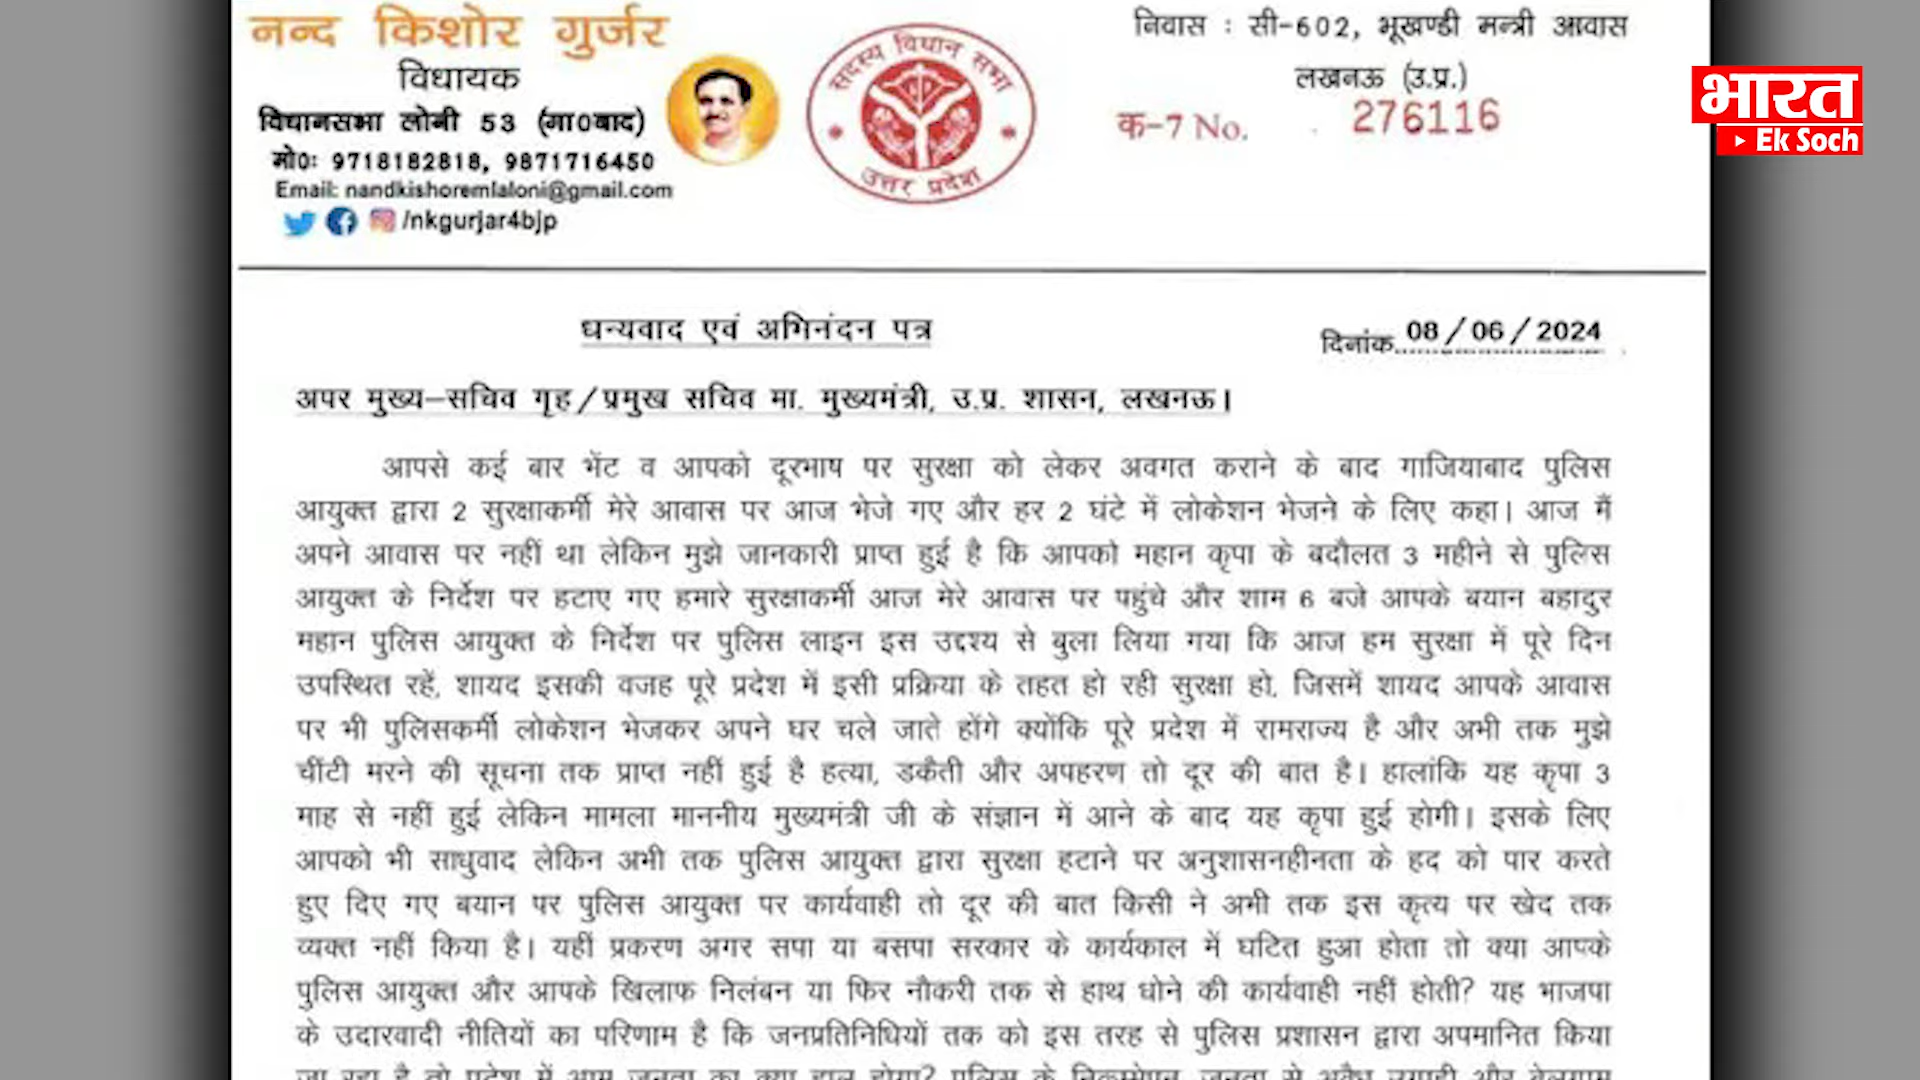 नन्द किशोर गुर्जर
विधायक
विधानसभा लोनी 53 (गा0बाद)
मो0: 9718182818, 9871716450
Email: nandkishoremlaloni@gmail.com
/nkgurjar4bjp
सदस्य विधान सभा
उत्तर प्रदेश
निवास : सी-602, भूखण्डी मन्त्री आवास
लखनऊ (उ.प्र.)
क-7 No. 276116
भारत
Ek Soch
धन्यवाद एवं अभिनंदन पत्र
दिनांक 08/06/2024
अपर मुख्य-सचिव गृह/प्रमुख सचिव मा. मुख्यमंत्री, उ.प्र. शासन, लखनऊ।
आपसे कई बार भेंट व आपको दूरभाष पर सुरक्षा को लेकर अवगत कराने के बाद गाजियाबाद पुलिस
आयुक्त द्वारा 2 सुरक्षाकर्मी मेरे आवास पर आज भेजे गए और हर 2 घंटे में लोकेशन भेजने के लिए कहा। आज मैं
अपने आवास पर नहीं था लेकिन मुझे जानकारी प्राप्त हुई है कि आपको महान कृपा के बदौलत 3 महीने से पुलिस
आयुक्त के निर्देश पर हटाए गए हमारे सुरक्षाकर्मी आज मेरे आवास पर पहुंचे और शाम 6 बजे आपके बयान बहादुर
महान पुलिस आयुक्त के निर्देश पर पुलिस लाइन इस उद्दश्य से बुला लिया गया कि आज हम सुरक्षा में पूरे दिन
उपस्थित रहें, शायद इसकी वजह पूरे प्रदेश में इसी प्रक्रिया के तहत हो रही सुरक्षा हो, जिसमें शायद आपके आवास
पर भी पुलिसकर्मी लोकेशन भेजकर अपने घर चले जाते होंगे क्योंकि पूरे प्रदेश में रामराज्य है और अभी तक मुझे
चींटी मरने की सूचना तक प्राप्त नहीं हुई है हत्या, डकैती और अपहरण तो दूर की बात है। हालांकि यह कृपा 3
माह से नहीं हुई लेकिन मामला माननीय मुख्यमंत्री जी के संज्ञान में आने के बाद यह कृपा हुई होगी। इसके लिए
आपको भी साधुवाद लेकिन अभी तक पुलिस आयुक्त द्वारा सुरक्षा हटाने पर अनुशासनहीनता के हद को पार करते
हुए दिए गए बयान पर पुलिस आयुक्त पर कार्यवाही तो दूर की बात किसी ने अभी तक इस कृत्य पर खेद तक
व्यक्त नहीं किया है। यहीं प्रकरण अगर सपा या बसपा सरकार के कार्यकाल में घटित हुआ होता तो क्या आपके
पुलिस आयुक्त और आपके खिलाफ निलंबन या फिर नौकरी तक से हाथ धोने की कार्यवाही नहीं होती? यह भाजपा
के उदारवादी नीतियों का परिणाम है कि जनप्रतिनिधियों तक को इस तरह से पुलिस प्रशासन द्वारा अपमानित किया
जा रहा है तो प्रदेश में आम जनता का क्या हाल होगा? पुलिस के जनता से अवैध उगाही और बेलगाम